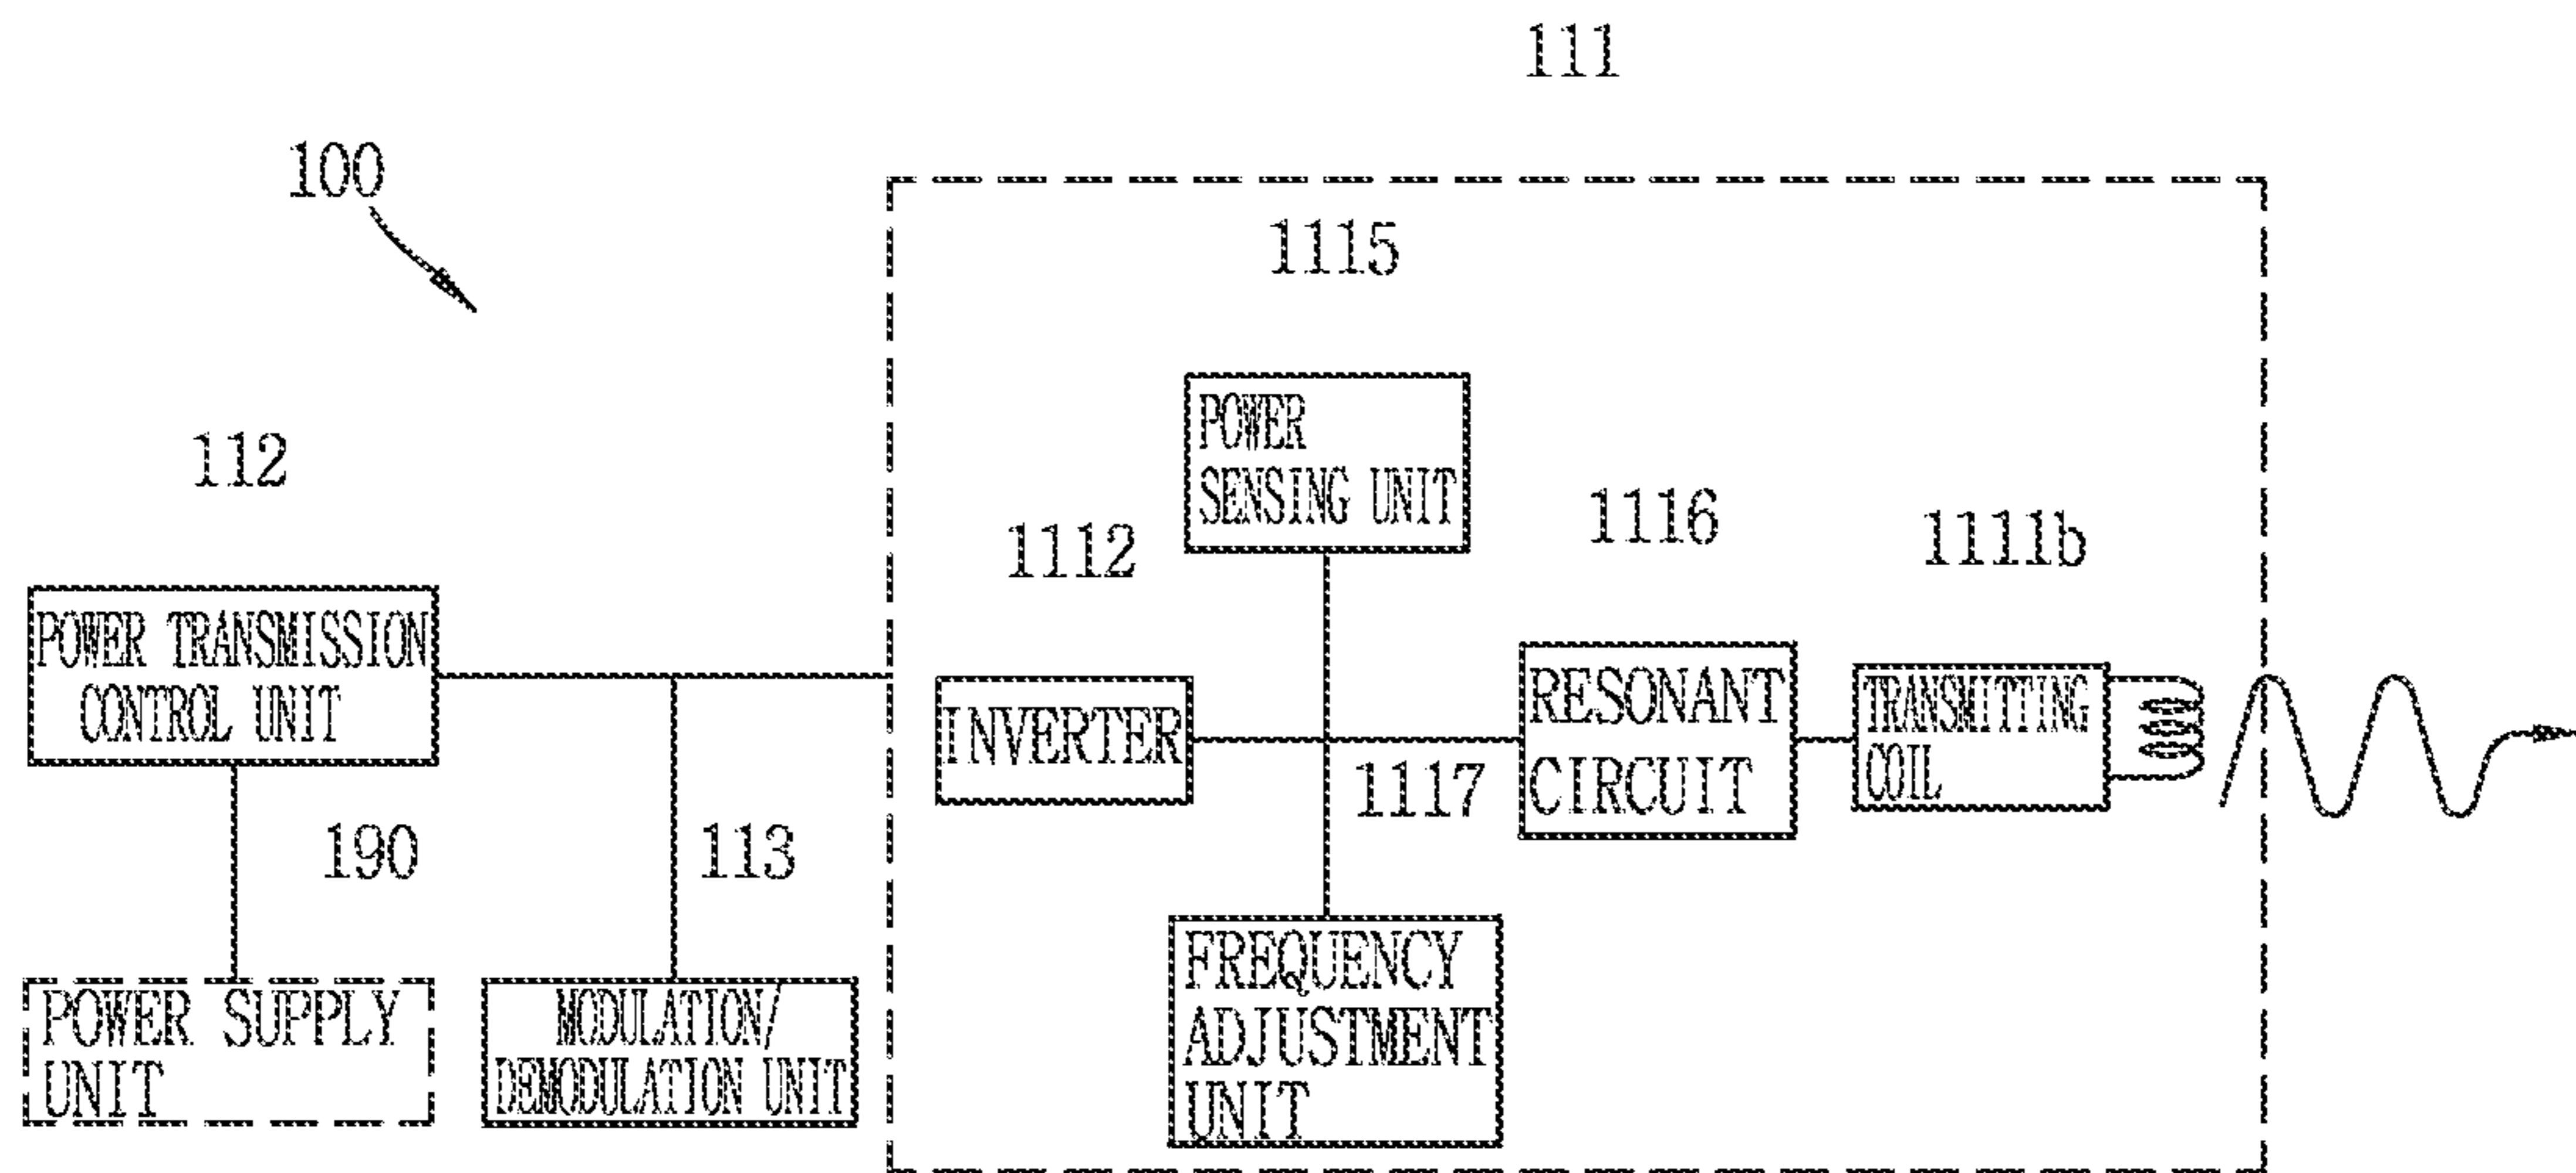 111
100
1115
POWER
SENSING UNIT
112
1112
1116
1111b
POWER TRANSMISSION
CONTROL UNIT
INVERTER
RESONANT
CIRCUIT
TRANSMITTING
COIL
1117
190
113
POWER SUPPLY
UNIT
MODULATION/
DEMODULATION UNIT
FREQUENCY
ADJUSTMENT
UNIT